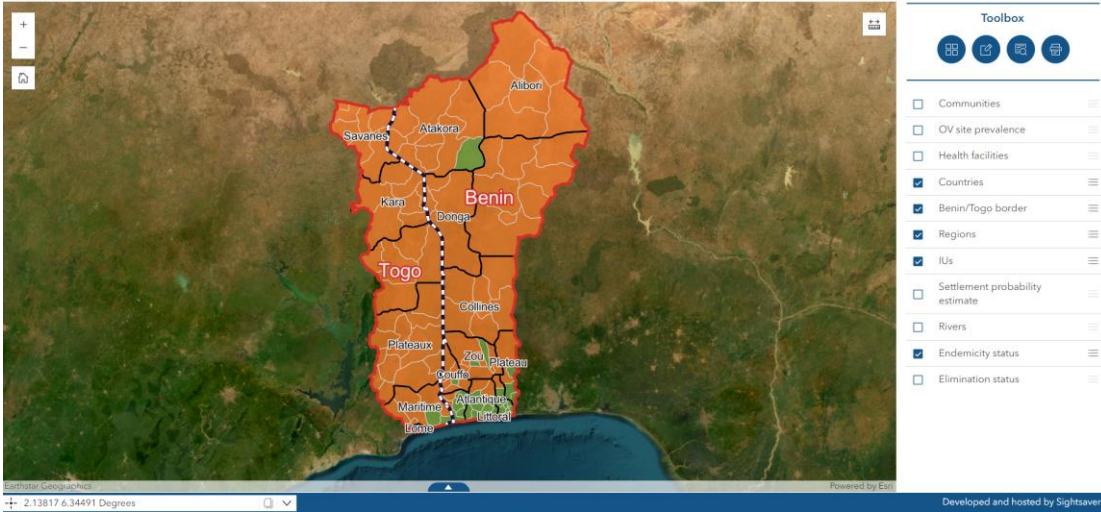 Toolbox
Communities
OV site prevalence
Health facilities
Countries
Benin/Togo border
Regions
IUs
Settlement probability
estimate
Rivers
Endemicity status
Elimination status
+
−
Alibori
Atakora
Savanes
Benin
Kara
Donga
Togo
Collines
Plateaux
Zou
Plateau
Couffo
Atlantique
Maritime
Littoral
Lome
Earthstar Geographics
Powered by Esri
2.13817 6.34491 Degrees
Developed and hosted by Sightsaver